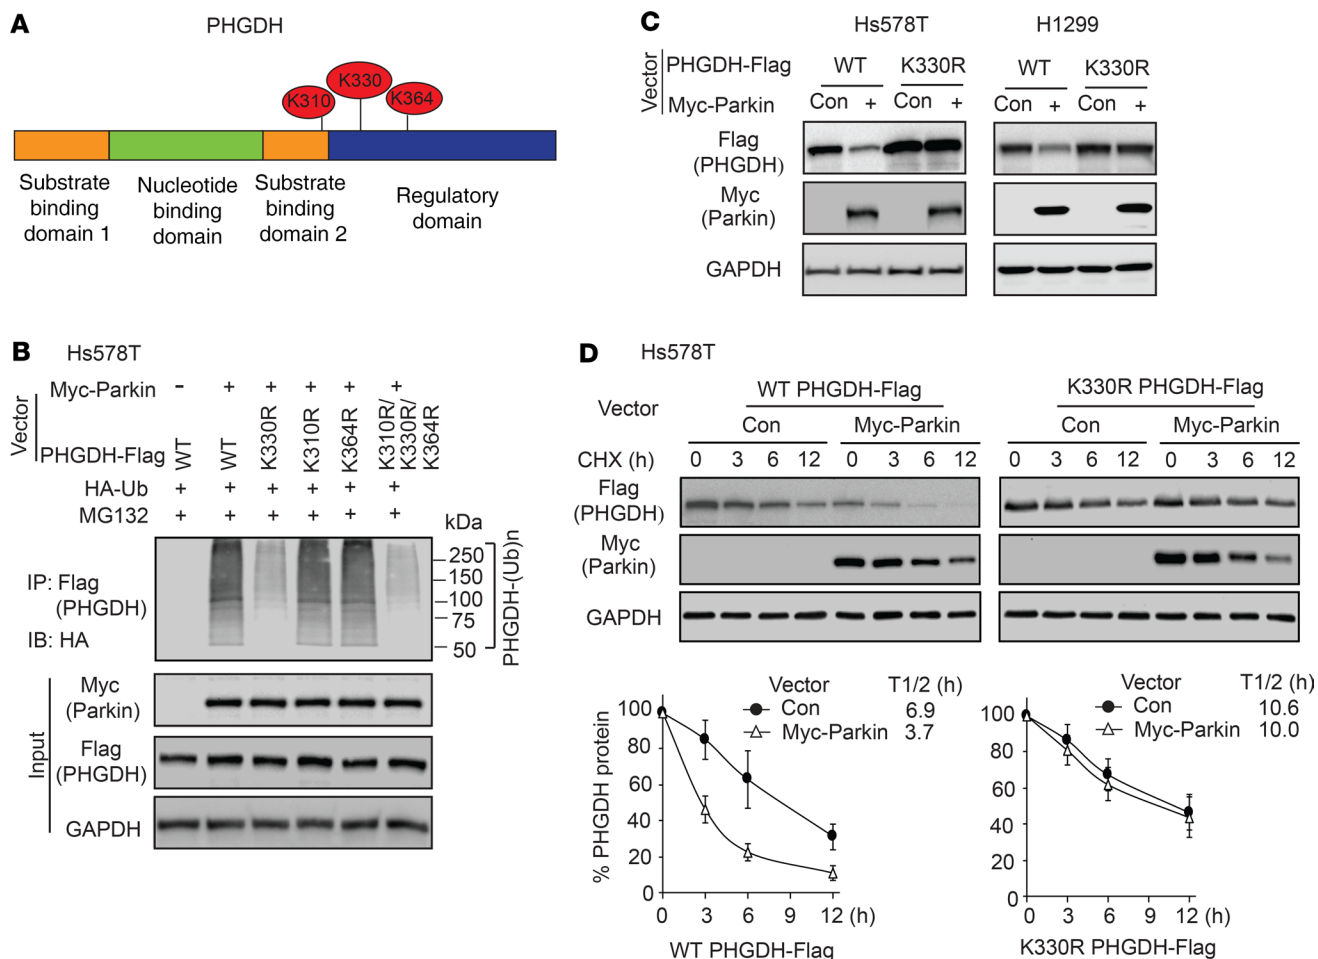 A
PHGDH
K310
K330
K364
Substrate
binding
domain 1
Nucleotide
binding
domain
Substrate
binding
domain 2
Regulatory
domain
B
Hs578T
Vector
Myc-Parkin - + + + + +
PHGDH-Flag WT WT K330R K310R K364R K310R/
K330R/
K364R
HA-Ub + + + + + +
MG132 + + + + + +
kDa
IP: Flag
(PHGDH)
IB: HA
250
150
100
75
50
PHGDH-(Ub)n
Input
Myc
(Parkin)
Flag
(PHGDH)
GAPDH
C
Hs578T H1299
Vector
PHGDH-Flag WT K330R WT K330R
Myc-Parkin Con + Con + Con + Con +
Flag
(PHGDH)
Myc
(Parkin)
GAPDH
D
Hs578T
Vector
WT PHGDH-Flag K330R PHGDH-Flag
Con Myc-Parkin Con Myc-Parkin
CHX (h) 0 3 6 12 0 3 6 12 0 3 6 12 0 3 6 12
Flag
(PHGDH)
Myc
(Parkin)
GAPDH
Vector T1/2 (h)
Con 6.9
Myc-Parkin 3.7
% PHGDH protein
100
80
60
40
20
0
0 3 6 9 12 (h)
WT PHGDH-Flag
Vector T1/2 (h)
Con 10.6
Myc-Parkin 10.0
100
80
60
40
20
0
0 3 6 9 12 (h)
K330R PHGDH-Flag